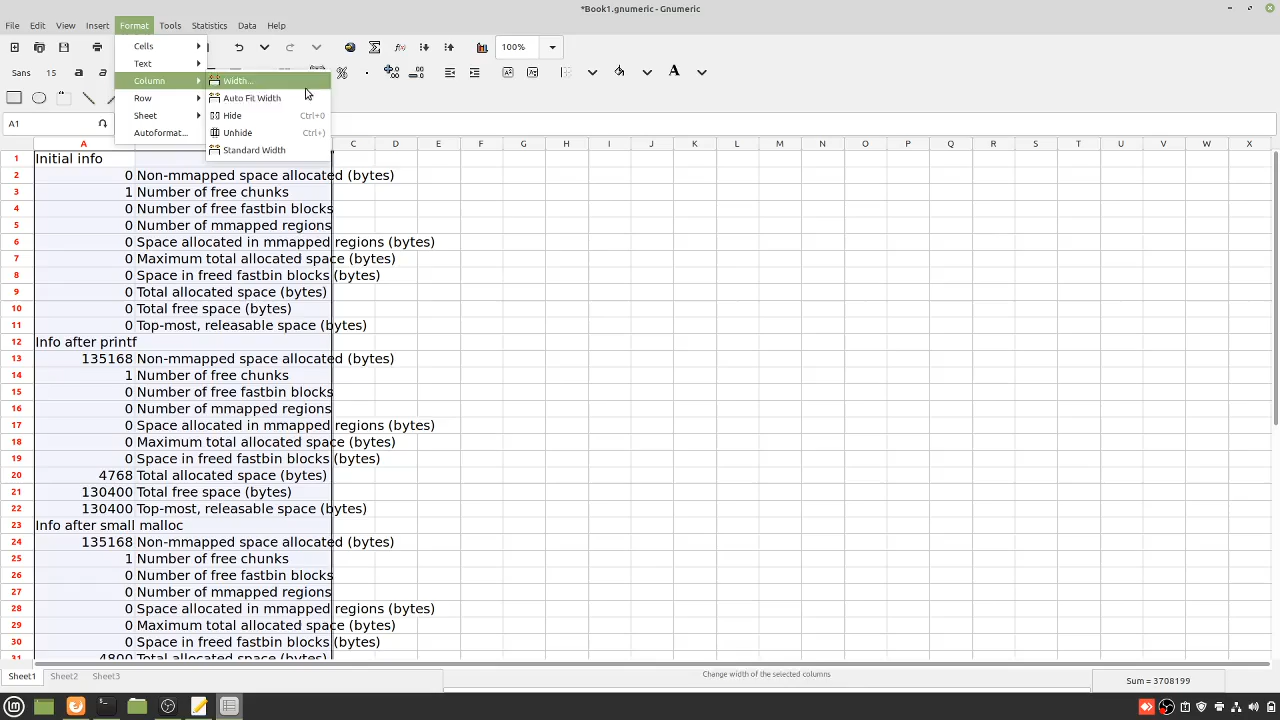 *Book1.gnumeric - Gnumeric
File Edit View Insert Format Tools Statistics Data Help
100%
Sans 15 a a
Cells
Text
Column
Row
Sheet
Autoformat...
Width...
Auto Fit Width
Hide Ctrl+0
Unhide Ctrl+)
Standard Width
A1
A C D E F G H I J K L M N O P Q R S T U V W X
1 Initial info
2 0 Non-mmapped space allocated (bytes)
3 1 Number of free chunks
4 0 Number of free fastbin blocks
5 0 Number of mmapped regions
6 0 Space allocated in mmapped regions (bytes)
7 0 Maximum total allocated space (bytes)
8 0 Space in freed fastbin blocks (bytes)
9 0 Total allocated space (bytes)
10 0 Total free space (bytes)
11 0 Top-most, releasable space (bytes)
12 Info after printf
13 135168 Non-mmapped space allocated (bytes)
14 1 Number of free chunks
15 0 Number of free fastbin blocks
16 0 Number of mmapped regions
17 0 Space allocated in mmapped regions (bytes)
18 0 Maximum total allocated space (bytes)
19 0 Space in freed fastbin blocks (bytes)
20 4768 Total allocated space (bytes)
21 130400 Total free space (bytes)
22 130400 Top-most, releasable space (bytes)
23 Info after small malloc
24 135168 Non-mmapped space allocated (bytes)
25 1 Number of free chunks
26 0 Number of free fastbin blocks
27 0 Number of mmapped regions
28 0 Space allocated in mmapped regions (bytes)
29 0 Maximum total allocated space (bytes)
30 0 Space in freed fastbin blocks (bytes)
31 4800 Total allocated space (bytes)
Sheet1 Sheet2 Sheet3
Change width of the selected columns
Sum = 3708199